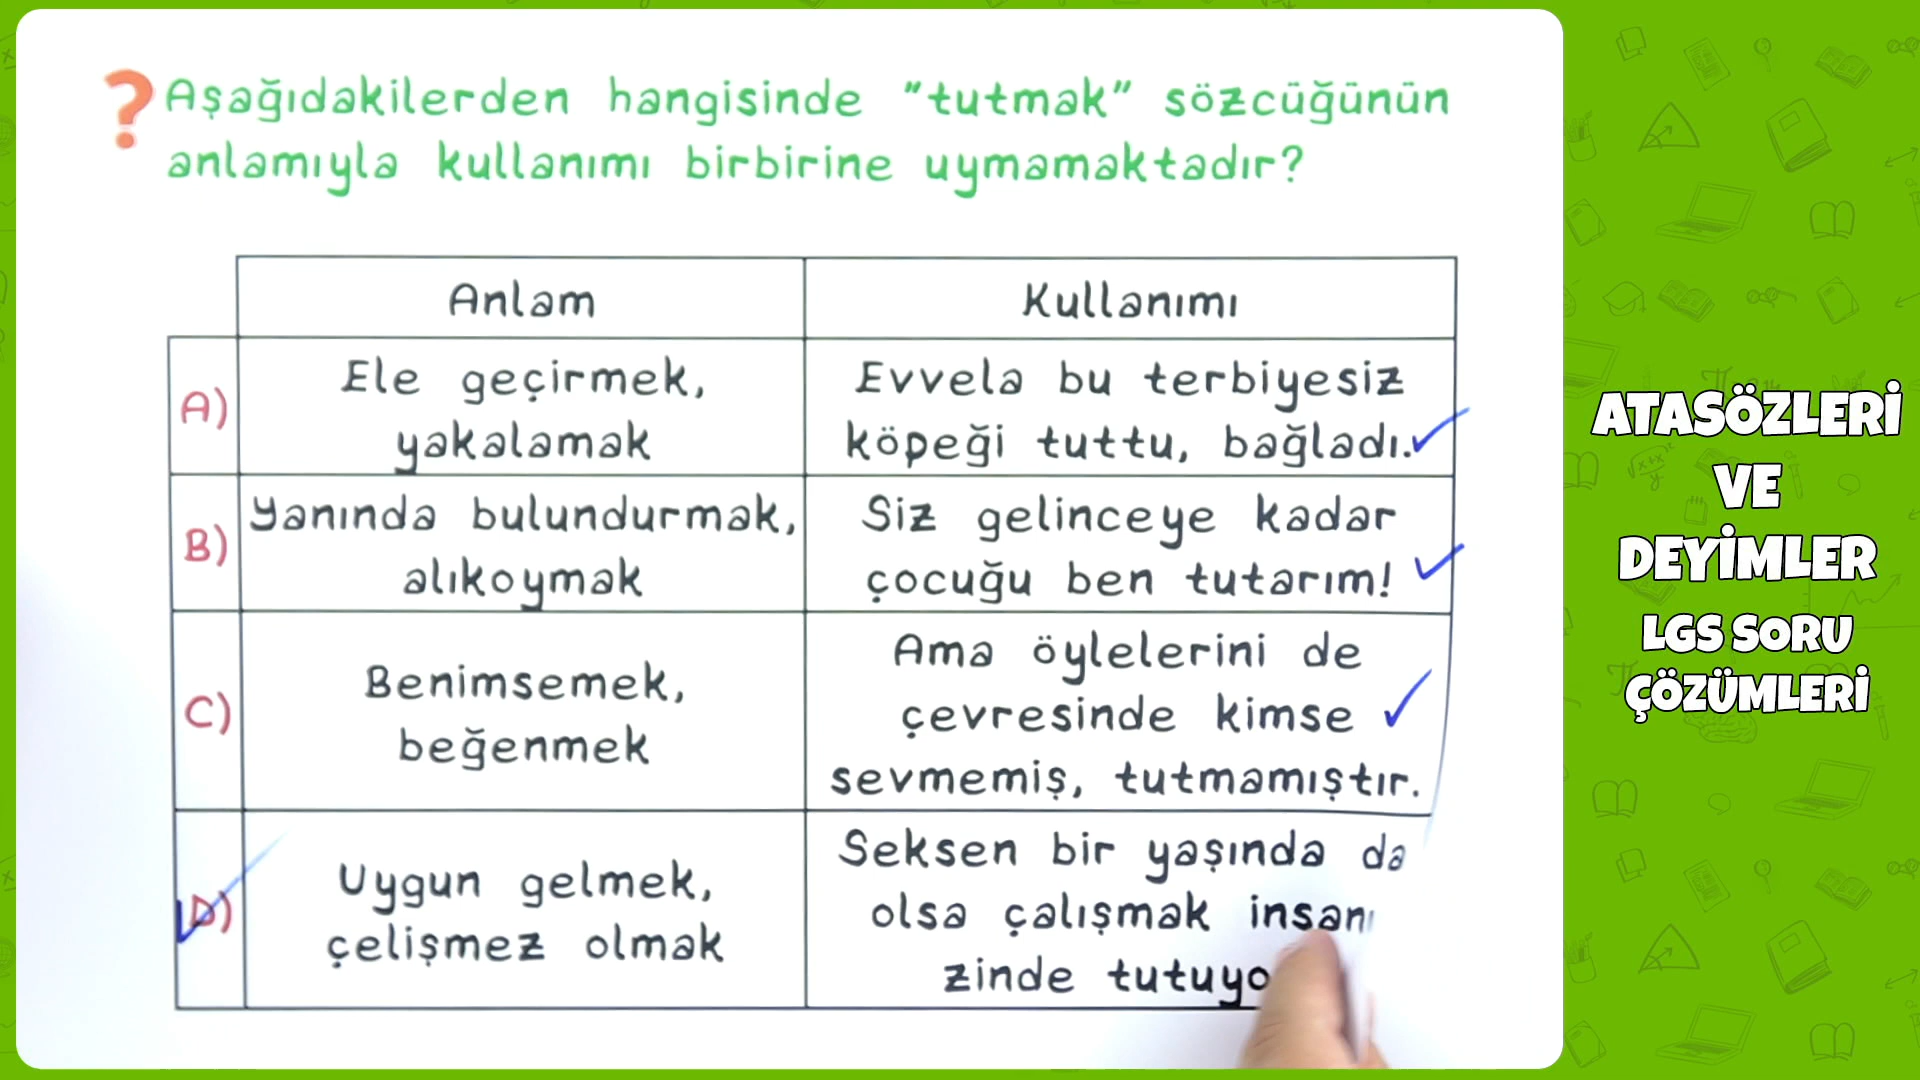 ? Aşağıdakilerden hangisinde "tutmak" sözcüğünün
anlamıyla kullanımı birbirine uymamaktadır?
Anlam
Kullanımı
A)
Ele geçirmek,
yakalamak
Evvela bu terbiyesiz
köpeği tuttu, bağladı.
B)
Yanında bulundurmak,
alıkoymak
Siz gelinceye kadar
çocuğu ben tutarım!
C)
Benimsemek,
beğenmek
Ama öylelerini de
çevresinde kimse
sevmemiş, tutmamıştır.
D)
Uygun gelmek,
çelişmez olmak
Seksen bir yaşında da
olsa çalışmak insanı
zinde
ATASÖZLERİ
VE
DEYİMLER
LGS SORU
ÇÖZÜMLERİ